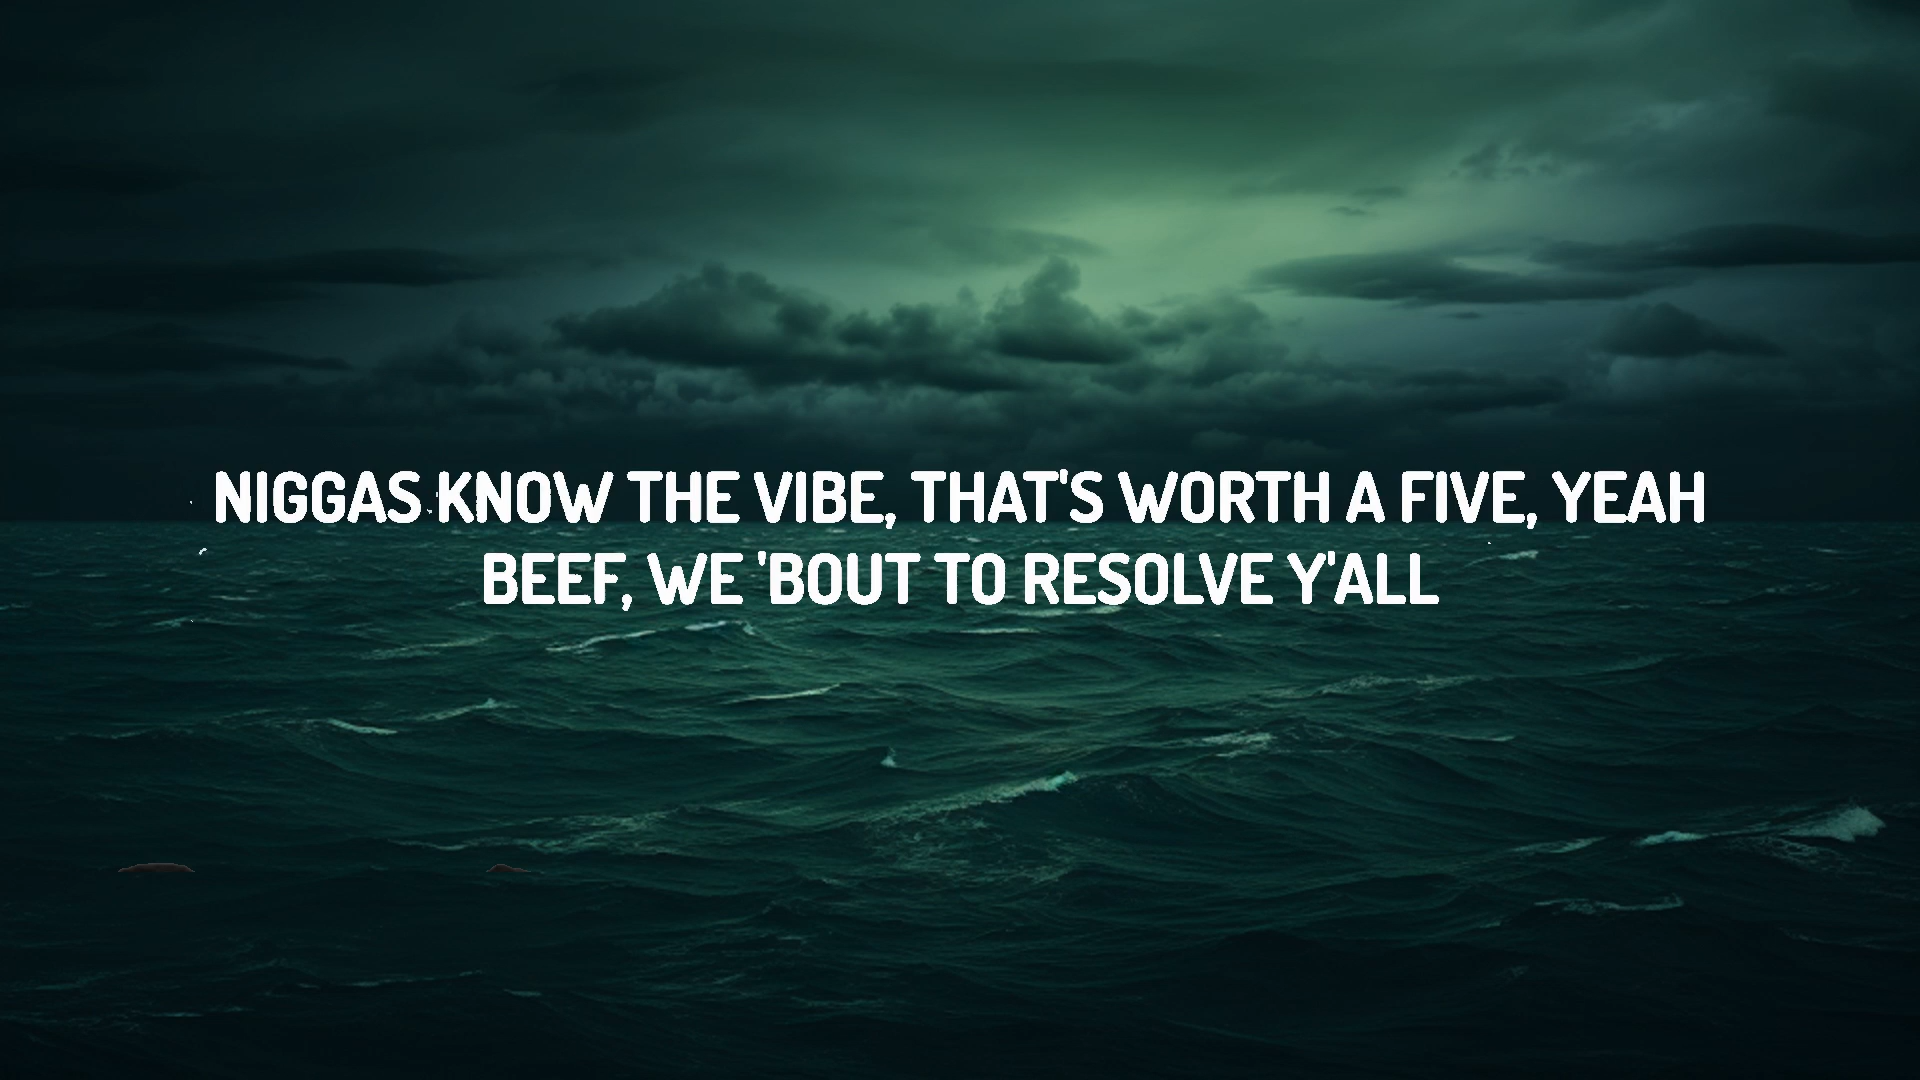 NIGGAS KNOW THE VIBE, THAT'S WORTH A FIVE, YEAH
BEEF, WE 'BOUT TO RESOLVE Y'ALL